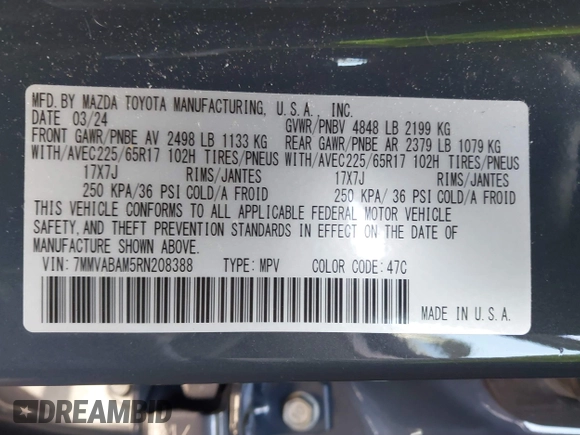 MFD. BY MAZDA TOYOTA MANUFACTURING, U.S.A., INC.
DATE 03/24 GVWR/PNBV 4848 LB 2199 KG
FRONT GAWR/PNBE AV 2498 LB 1133 KG REAR GAWR/PNBE AR 2379 LB 1079 KG
WITH/AVEC225/65R17 102H TIRES/PNEUS WITH/AVEC225/65R17 102H TIRES/PNEUS
17X7J RIMS/JANTES 17X7J RIMS/JANTES
250 KPA/36 PSI COLD/A FROID 250 KPA/ 36 PSI COLD/A FROID
THIS VEHICLE CONFORMS TO ALL APPLICABLE FEDERAL MOTOR VEHICLE
SAFETY, AND THEFT PREVENTION STANDARDS IN EFFECT ON THE DATE OF
MANUFACTURE SHOWN ABOVE.
VIN: 7MMVABAM5RN208388 TYPE: MPV COLOR CODE: 47C
MADE IN U.S.A.
DREAMBID